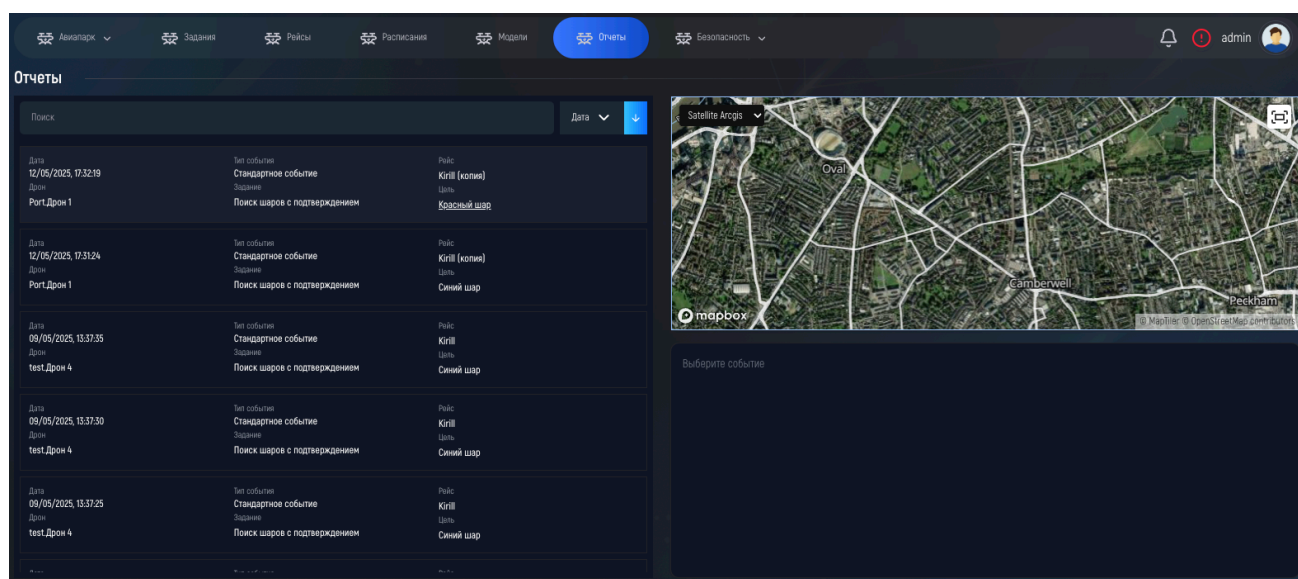 Авиапарк
Задания
Рейсы
Расписания
Модели
Отчеты
Безопасность
admin
Отчеты
Поиск
Дата
Дата Тип события Рейс
12/05/2025, 17:32:19 Стандартное событие Kirill (копия)
Дрон Задание Цель
Port.Дрон 1 Поиск шаров с подтверждением Красный шар
Дата Тип события Рейс
12/05/2025, 17:31:24 Стандартное событие Kirill (копия)
Дрон Задание Цель
Port.Дрон 1 Поиск шаров с подтверждением Синий шар
Дата Тип события Рейс
09/05/2025, 13:37:35 Стандартное событие Kirill
Дрон Задание Цель
test.Дрон 4 Поиск шаров с подтверждением Синий шар
Дата Тип события Рейс
09/05/2025, 13:37:30 Стандартное событие Kirill
Дрон Задание Цель
test.Дрон 4 Поиск шаров с подтверждением Синий шар
Дата Тип события Рейс
09/05/2025, 13:37:25 Стандартное событие Kirill
Дрон Задание Цель
test.Дрон 4 Поиск шаров с подтверждением Синий шар
Satellite Arcgis
Oval
Camberwell
Peckham
mapbox
© MapTiler © OpenStreetMap contributors
Выберите событие